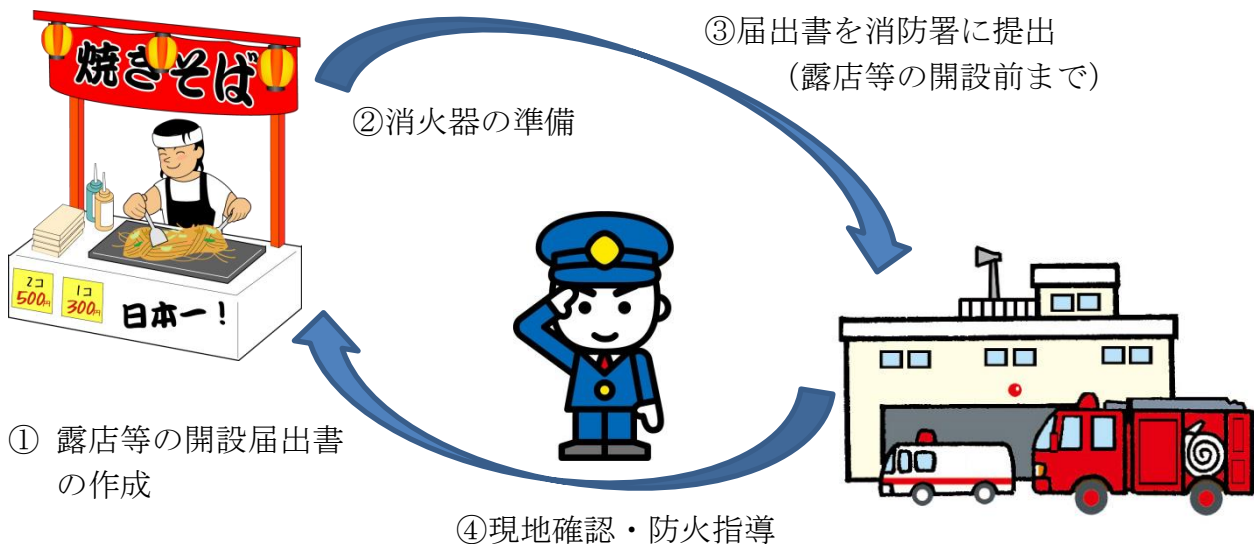 焼きそば
2コ
500円
1コ
300円
日本一！
① 露店等の開設届出書
の作成
②消火器の準備
③届出書を消防署に提出
（露店等の開設前まで）
④現地確認・防火指導